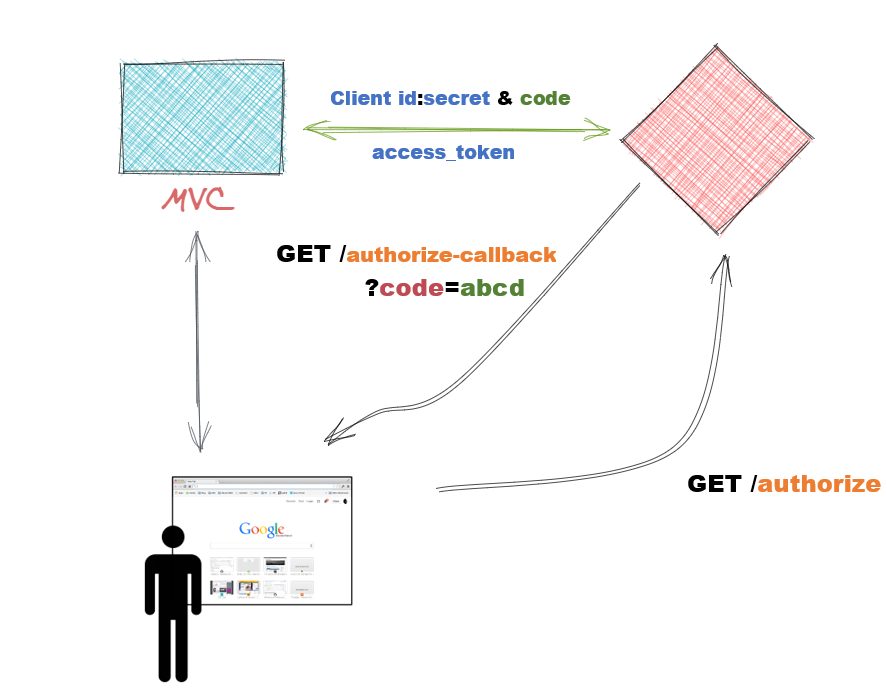 Client id:secret & code
access_token
MVC
GET /authorize-callback
?code=abcd
GET /authorize
Google